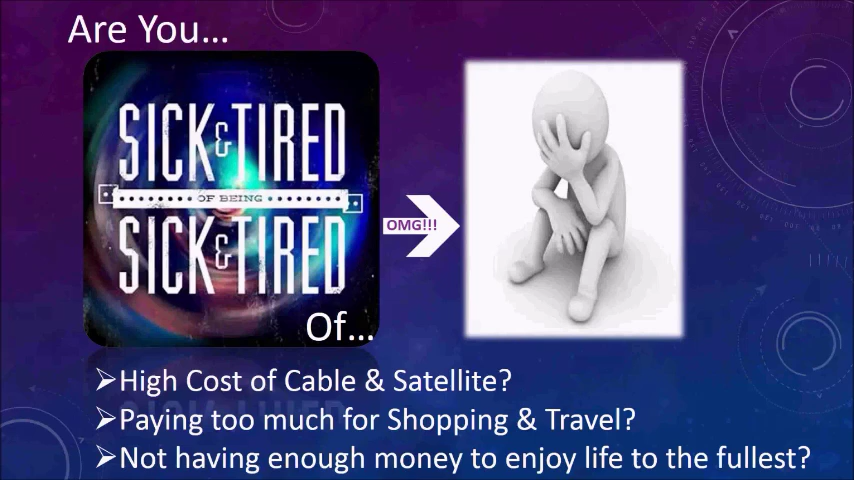 Are You...
SICK & TIRED
OF BEING
SICK & TIRED
Of...
OMG!!!
➢High Cost of Cable & Satellite?
➢Paying too much for Shopping & Travel?
➢Not having enough money to enjoy life to the fullest?